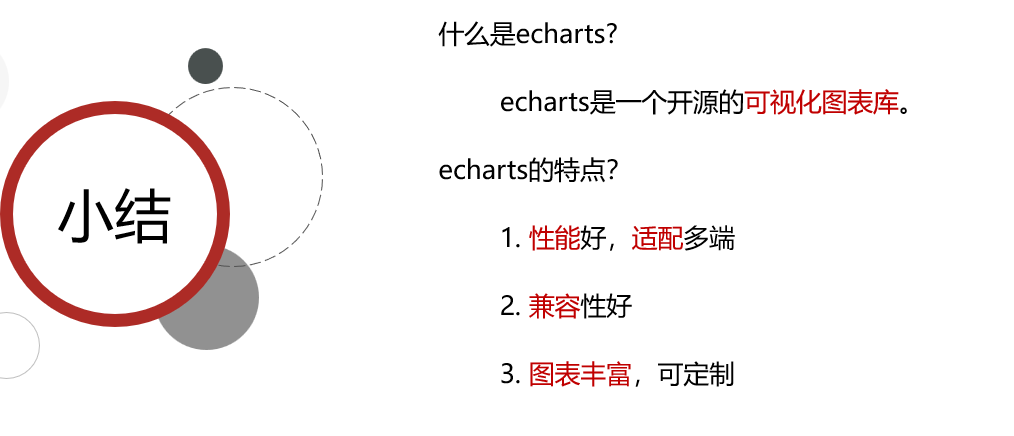 小结
什么是echarts?
echarts是一个开源的可视化图表库。
echarts的特点?
1. 性能好，适配多端
2. 兼容性好
3. 图表丰富，可定制